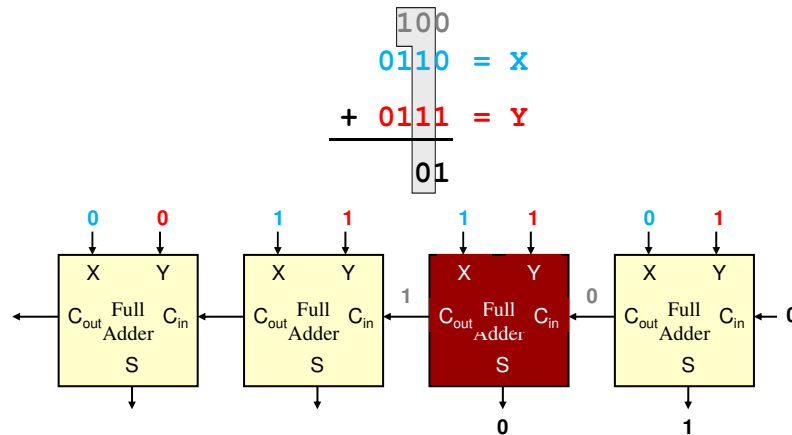 100
0110 = X
+ 0111 = Y
01
0 0 1 1 1 1 0 1
X Y X Y X Y X Y
1 0
Cout Full Cin Cout Full Cin Cout Full Cin Cout Full Cin 0
Adder Adder Adder Adder
S S S S
0 1